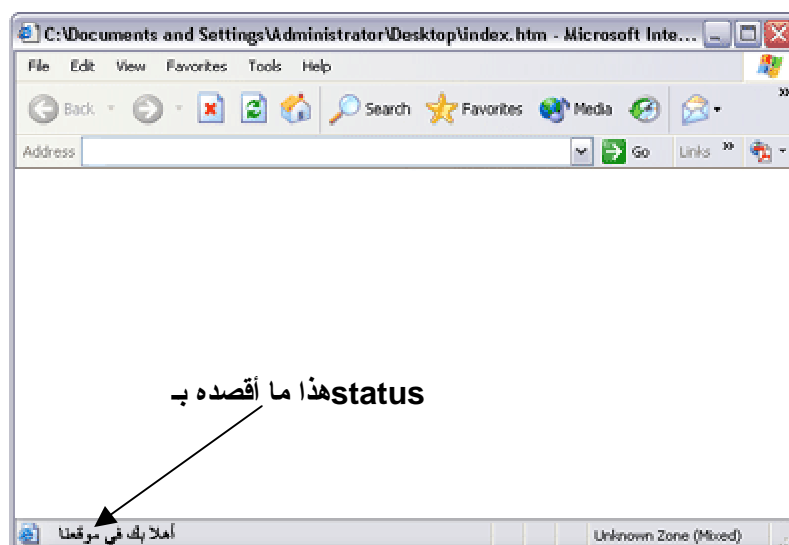 C:\Documents and Settings\Administrator\Desktop\index.htm - Microsoft Inte...
File Edit View Favorites Tools Help
Back Search Favorites Media
Address Go Links
هذا ما أقصده بـ status
أهلا بك في موقعنا Unknown Zone (Mixed)